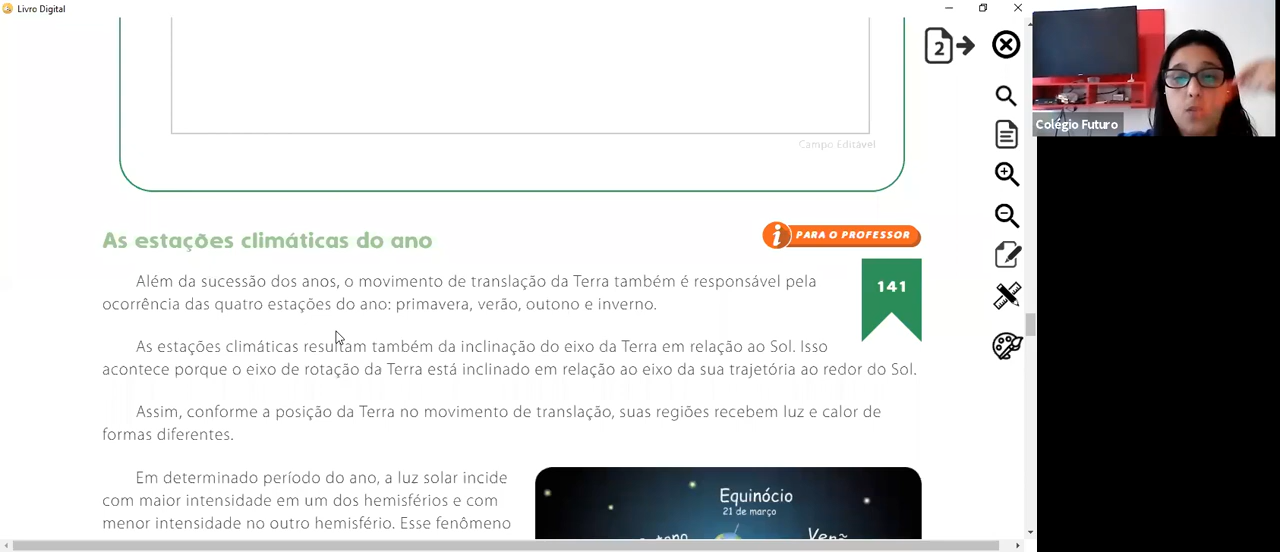 Livro Digital
2
Colégio Futuro
Campo Editável
As estações climáticas do ano
i PARA O PROFESSOR
141
Além da sucessão dos anos, o movimento de translação da Terra também é responsável pela
ocorrência das quatro estações do ano: primavera, verão, outono e inverno.
As estações climáticas resultam também da inclinação do eixo da Terra em relação ao Sol. Isso
acontece porque o eixo de rotação da Terra está inclinado em relação ao eixo da sua trajetória ao redor do Sol.
Assim, conforme a posição da Terra no movimento de translação, suas regiões recebem luz e calor de
formas diferentes.
Em determinado período do ano, a luz solar incide
com maior intensidade em um dos hemisférios e com
menor intensidade no outro hemisfério. Esse fenômeno
Equinócio
21 de março